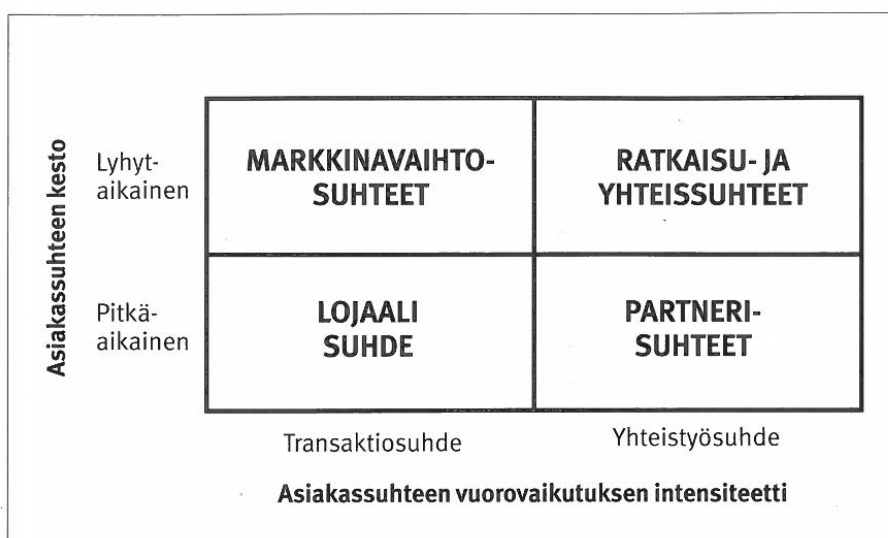 Asiakassuhteen kesto
Lyhyt-
aikainen
MARKKINAVAIHTO-
SUHTEET
RATKAISU- JA
YHTEISSUHTEET
Pitkä-
aikainen
LOJAALI
SUHDE
PARTNERI-
SUHTEET
Transaktiosuhde
Yhteistyösuhde
Asiakassuhteen vuorovaikutuksen intensiteetti